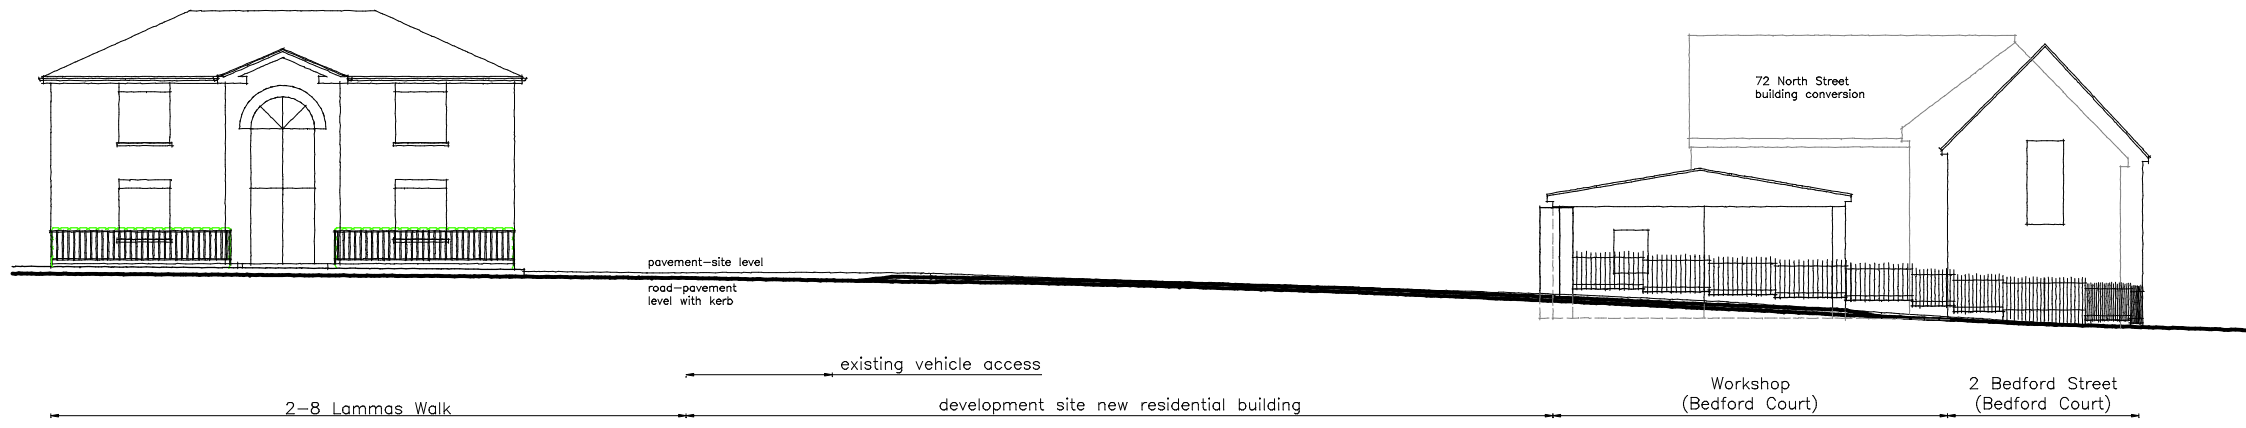 72 North Street
building conversion
pavement-site level
road-pavement
level with kerb
existing vehicle access
2-8 Lammas Walk
development site new residential building
Workshop
(Bedford Court)
2 Bedford Street
(Bedford Court)